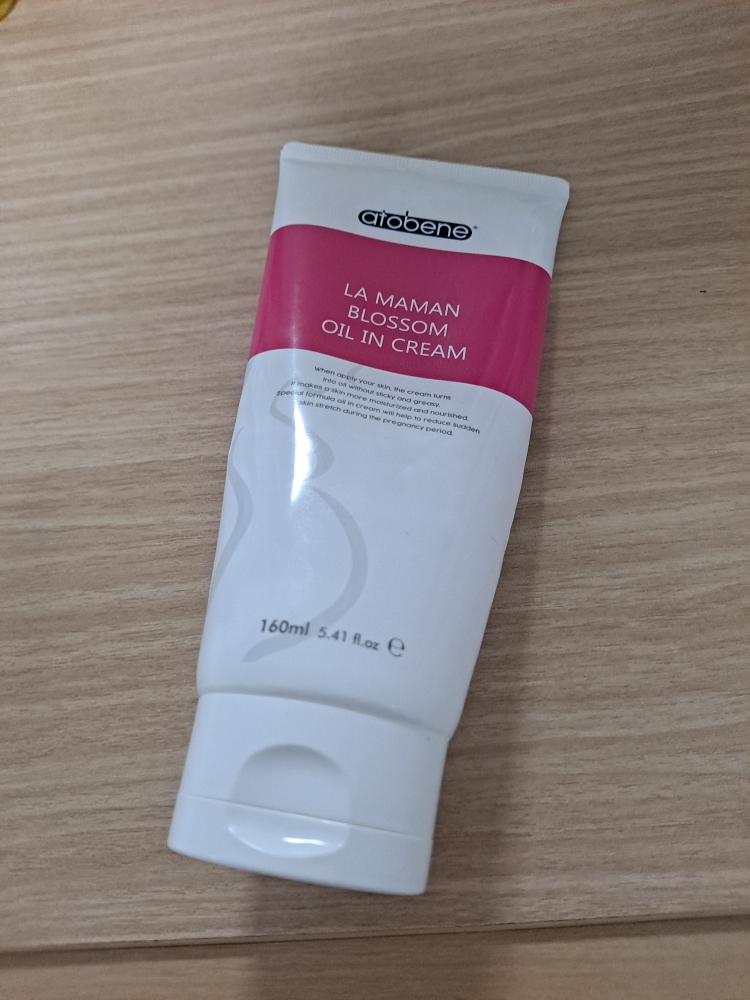 atobene
LA MAMAN
BLOSSOM
OIL IN CREAM
When apply your skin, the cream turns
into oil without sticky and greasy.
It makes a skin more moisturized and nourished.
Special formula oil in cream will help to reduce sudden
skin stretch during the pregnancy period.
160ml 5.41 fl.oz ℮